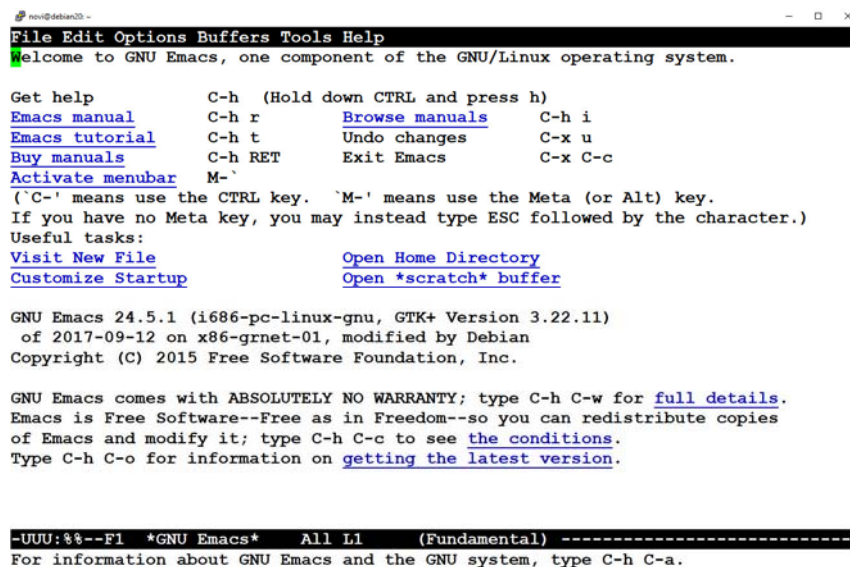 novi@debian20: ~
File Edit Options Buffers Tools Help
Welcome to GNU Emacs, one component of the GNU/Linux operating system.
Get help C-h (Hold down CTRL and press h)
Emacs manual C-h r Browse manuals C-h i
Emacs tutorial C-h t Undo changes C-x u
Buy manuals C-h RET Exit Emacs C-x C-c
Activate menubar M-`
(`C-' means use the CTRL key. `M-' means use the Meta (or Alt) key.
If you have no Meta key, you may instead type ESC followed by the character.)
Useful tasks:
Visit New File Open Home Directory
Customize Startup Open *scratch* buffer
GNU Emacs 24.5.1 (i686-pc-linux-gnu, GTK+ Version 3.22.11)
of 2017-09-12 on x86-grnet-01, modified by Debian
Copyright (C) 2015 Free Software Foundation, Inc.
GNU Emacs comes with ABSOLUTELY NO WARRANTY; type C-h C-w for full details.
Emacs is Free Software--Free as in Freedom--so you can redistribute copies
of Emacs and modify it; type C-h C-c to see the conditions.
Type C-h C-o for information on getting the latest version.
-UUU:%%--F1 *GNU Emacs* All L1 (Fundamental) ----------------------------
For information about GNU Emacs and the GNU system, type C-h C-a.